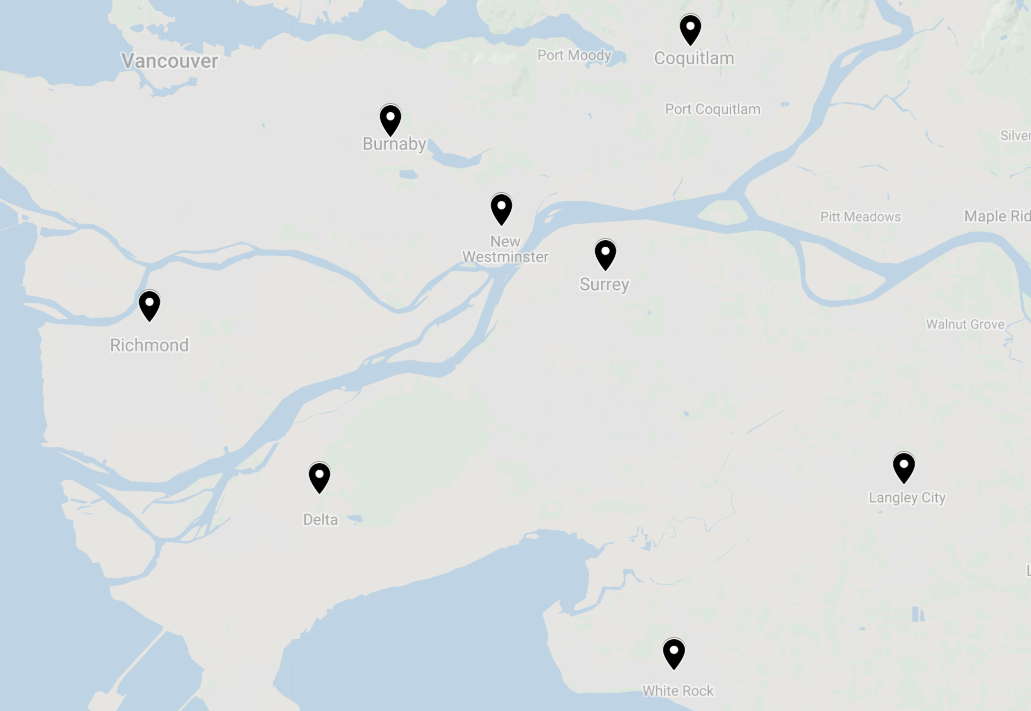 Vancouver
Port Moody
Coquitlam
Port Coquitlam
Burnaby
Silver
Pitt Meadows
Maple Rid
New
Westminster
Surrey
Walnut Grove
Richmond
Langley City
Delta
L
White Rock